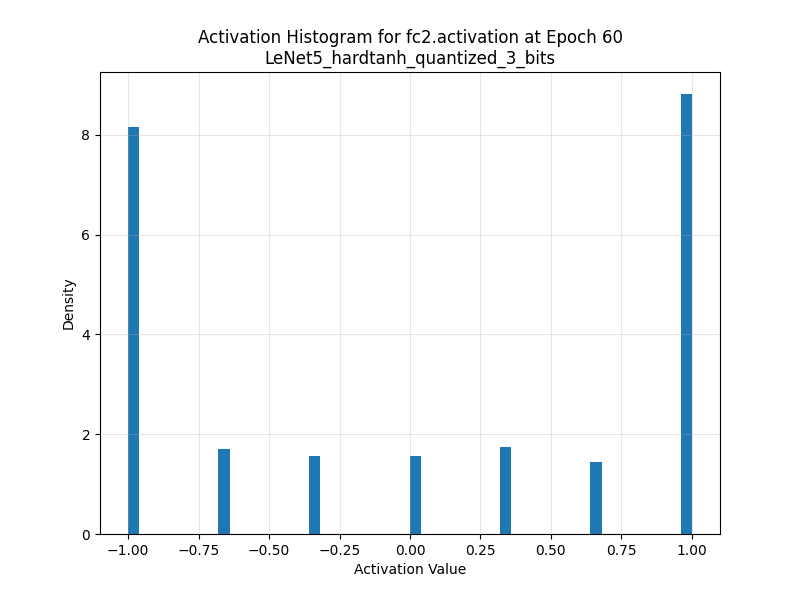 Activation Histogram for fc2.activation at Epoch 60
LeNet5_hardtanh_quantized_3_bits
Density
8
6
4
2
0
−1.00 −0.75 −0.50 −0.25 0.00 0.25 0.50 0.75 1.00
Activation Value